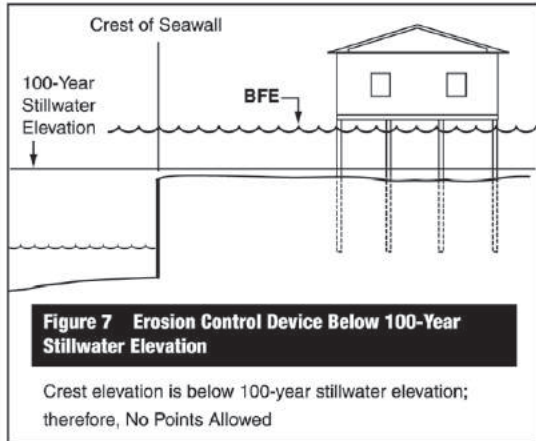 Crest of Seawall
100-Year
Stillwater
Elevation
BFE
Figure 7 Erosion Control Device Below 100-Year
Stillwater Elevation
Crest elevation is below 100-year stillwater elevation;
therefore, No Points Allowed